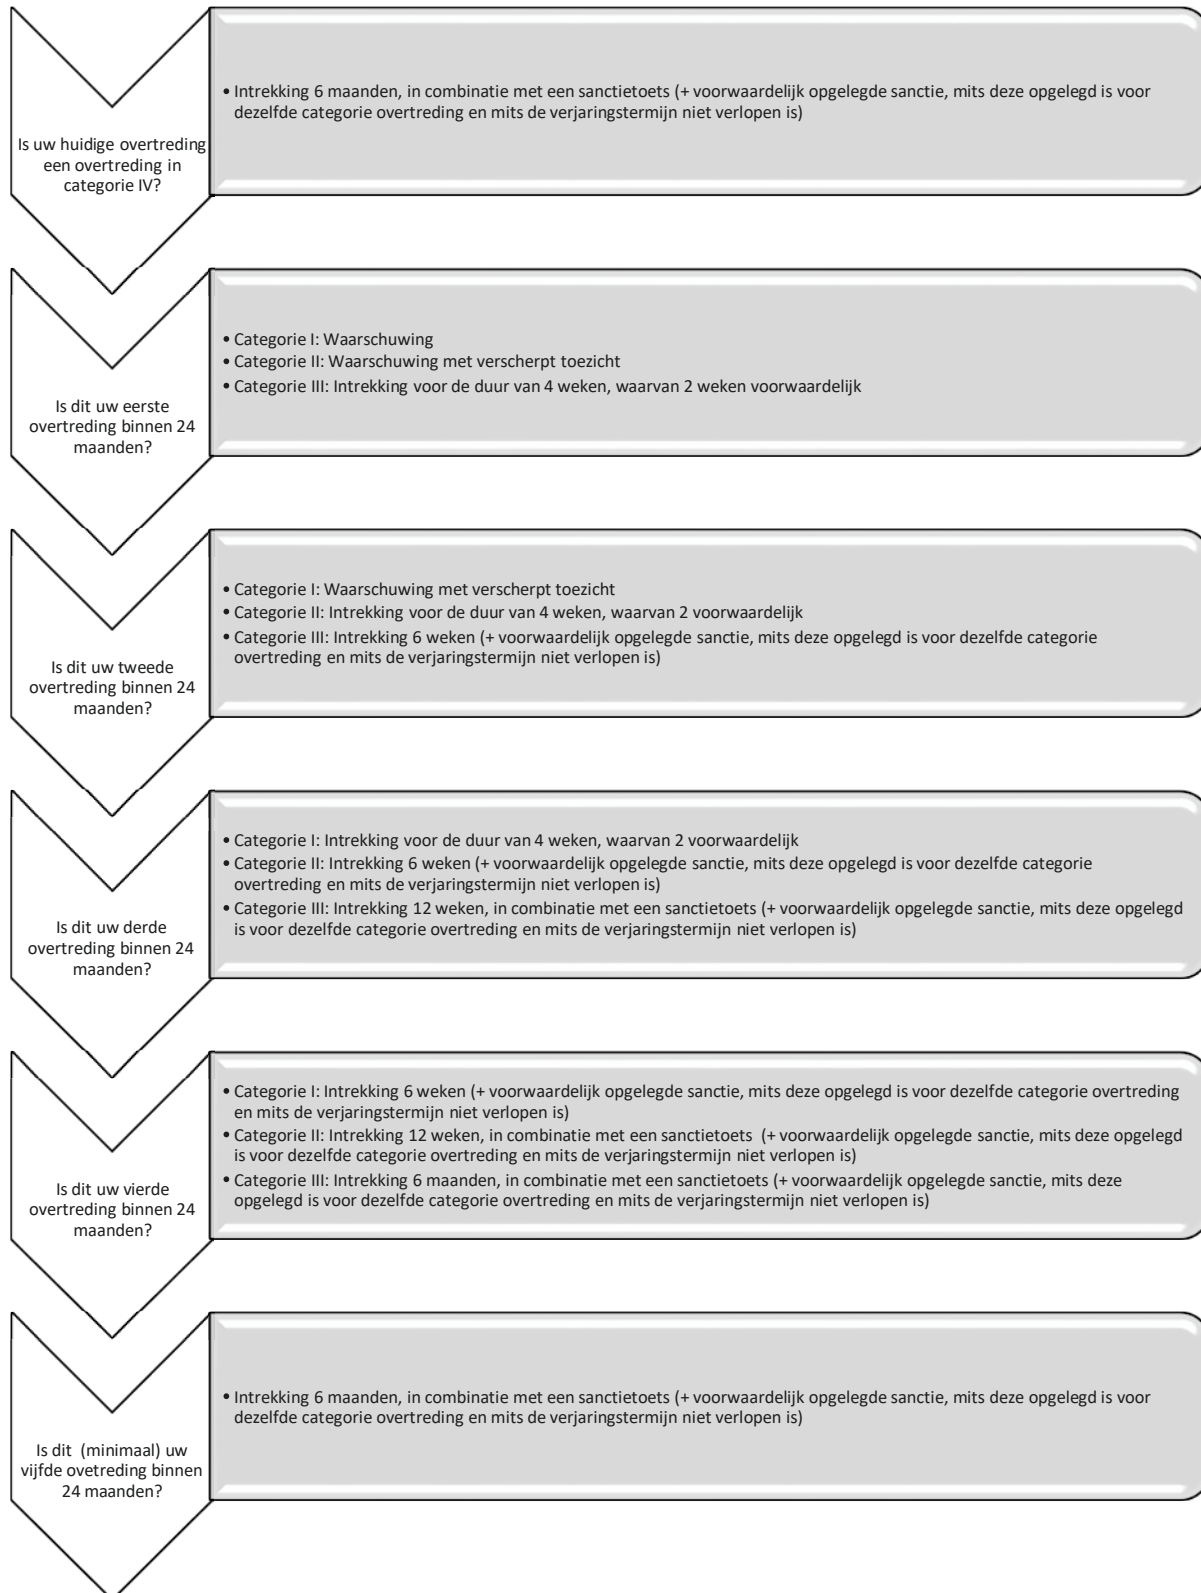 Is uw huidige overtreding
een overtreding in
categorie IV?
• Intrekking 6 maanden, in combinatie met een sanctietoets (+ voorwaardelijk opgelegde sanctie, mits deze opgelegd is voor
dezelfde categorie overtreding en mits de verjaringstermijn niet verlopen is)
Is dit uw eerste
overtreding binnen 24
maanden?
• Categorie I: Waarschuwing
• Categorie II: Waarschuwing met verscherpt toezicht
• Categorie III: Intrekking voor de duur van 4 weken, waarvan 2 weken voorwaardelijk
Is dit uw tweede
overtreding binnen 24
maanden?
• Categorie I: Waarschuwing met verscherpt toezicht
• Categorie II: Intrekking voor de duur van 4 weken, waarvan 2 voorwaardelijk
• Categorie III: Intrekking 6 weken (+ voorwaardelijk opgelegde sanctie, mits deze opgelegd is voor dezelfde categorie
overtreding en mits de verjaringstermijn niet verlopen is)
Is dit uw derde
overtreding binnen 24
maanden?
• Categorie I: Intrekking voor de duur van 4 weken, waarvan 2 voorwaardelijk
• Categorie II: Intrekking 6 weken (+ voorwaardelijk opgelegde sanctie, mits deze opgelegd is voor dezelfde categorie
overtreding en mits de verjaringstermijn niet verlopen is)
• Categorie III: Intrekking 12 weken, in combinatie met een sanctietoets (+ voorwaardelijk opgelegde sanctie, mits deze opgelegd
is voor dezelfde categorie overtreding en mits de verjaringstermijn niet verlopen is)
Is dit uw vierde
overtreding binnen 24
maanden?
• Categorie I: Intrekking 6 weken (+ voorwaardelijk opgelegde sanctie, mits deze opgelegd is voor dezelfde categorie overtreding
en mits de verjaringstermijn niet verlopen is)
• Categorie II: Intrekking 12 weken, in combinatie met een sanctietoets (+ voorwaardelijk opgelegde sanctie, mits deze opgelegd
is voor dezelfde categorie overtreding en mits de verjaringstermijn niet verlopen is)
• Categorie III: Intrekking 6 maanden, in combinatie met een sanctietoets (+ voorwaardelijk opgelegde sanctie, mits deze
opgelegd is voor dezelfde categorie overtreding en mits de verjaringstermijn niet verlopen is)
Is dit (minimaal) uw
vijfde ovetreding binnen
24 maanden?
• Intrekking 6 maanden, in combinatie met een sanctietoets (+ voorwaardelijk opgelegde sanctie, mits deze opgelegd is voor
dezelfde categorie overtreding en mits de verjaringstermijn niet verlopen is)